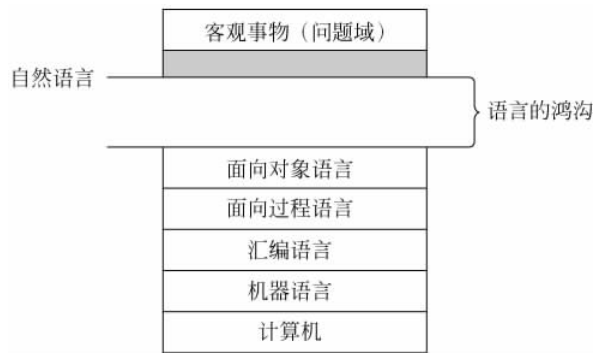 客观事物（问题域）
自然语言
语言的鸿沟
面向对象语言
面向过程语言
汇编语言
机器语言
计算机